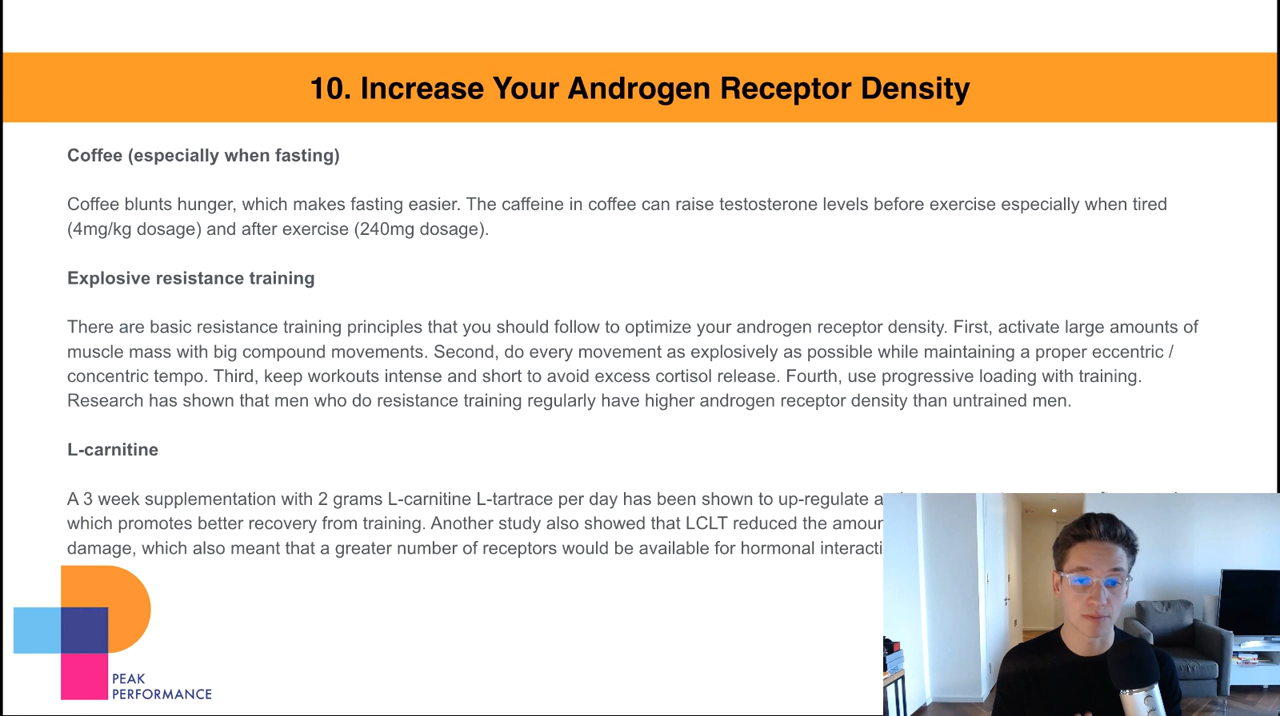 10. Increase Your Androgen Receptor Density
Coffee (especially when fasting)
Coffee blunts hunger, which makes fasting easier. The caffeine in coffee can raise testosterone levels before exercise especially when tired
(4mg/kg dosage) and after exercise (240mg dosage).
Explosive resistance training
There are basic resistance training principles that you should follow to optimize your androgen receptor density. First, activate large amounts of
muscle mass with big compound movements. Second, do every movement as explosively as possible while maintaining a proper eccentric /
concentric tempo. Third, keep workouts intense and short to avoid excess cortisol release. Fourth, use progressive loading with training.
Research has shown that men who do resistance training regularly have higher androgen receptor density than untrained men.
L-carnitine
A 3 week supplementation with 2 grams L-carnitine L-tartrace per day has been shown to up-regulate
which promotes better recovery from training. Another study also showed that LCLT reduced the
damage, which also meant that a greater number of receptors would be available for hormonal
PEAK
PERFORMANCE